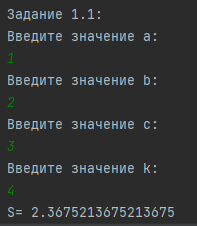 Задание 1.1:
Введите значение a:
1
Введите значение b:
2
Введите значение c:
3
Введите значение k:
4
S= 2.3675213675213675